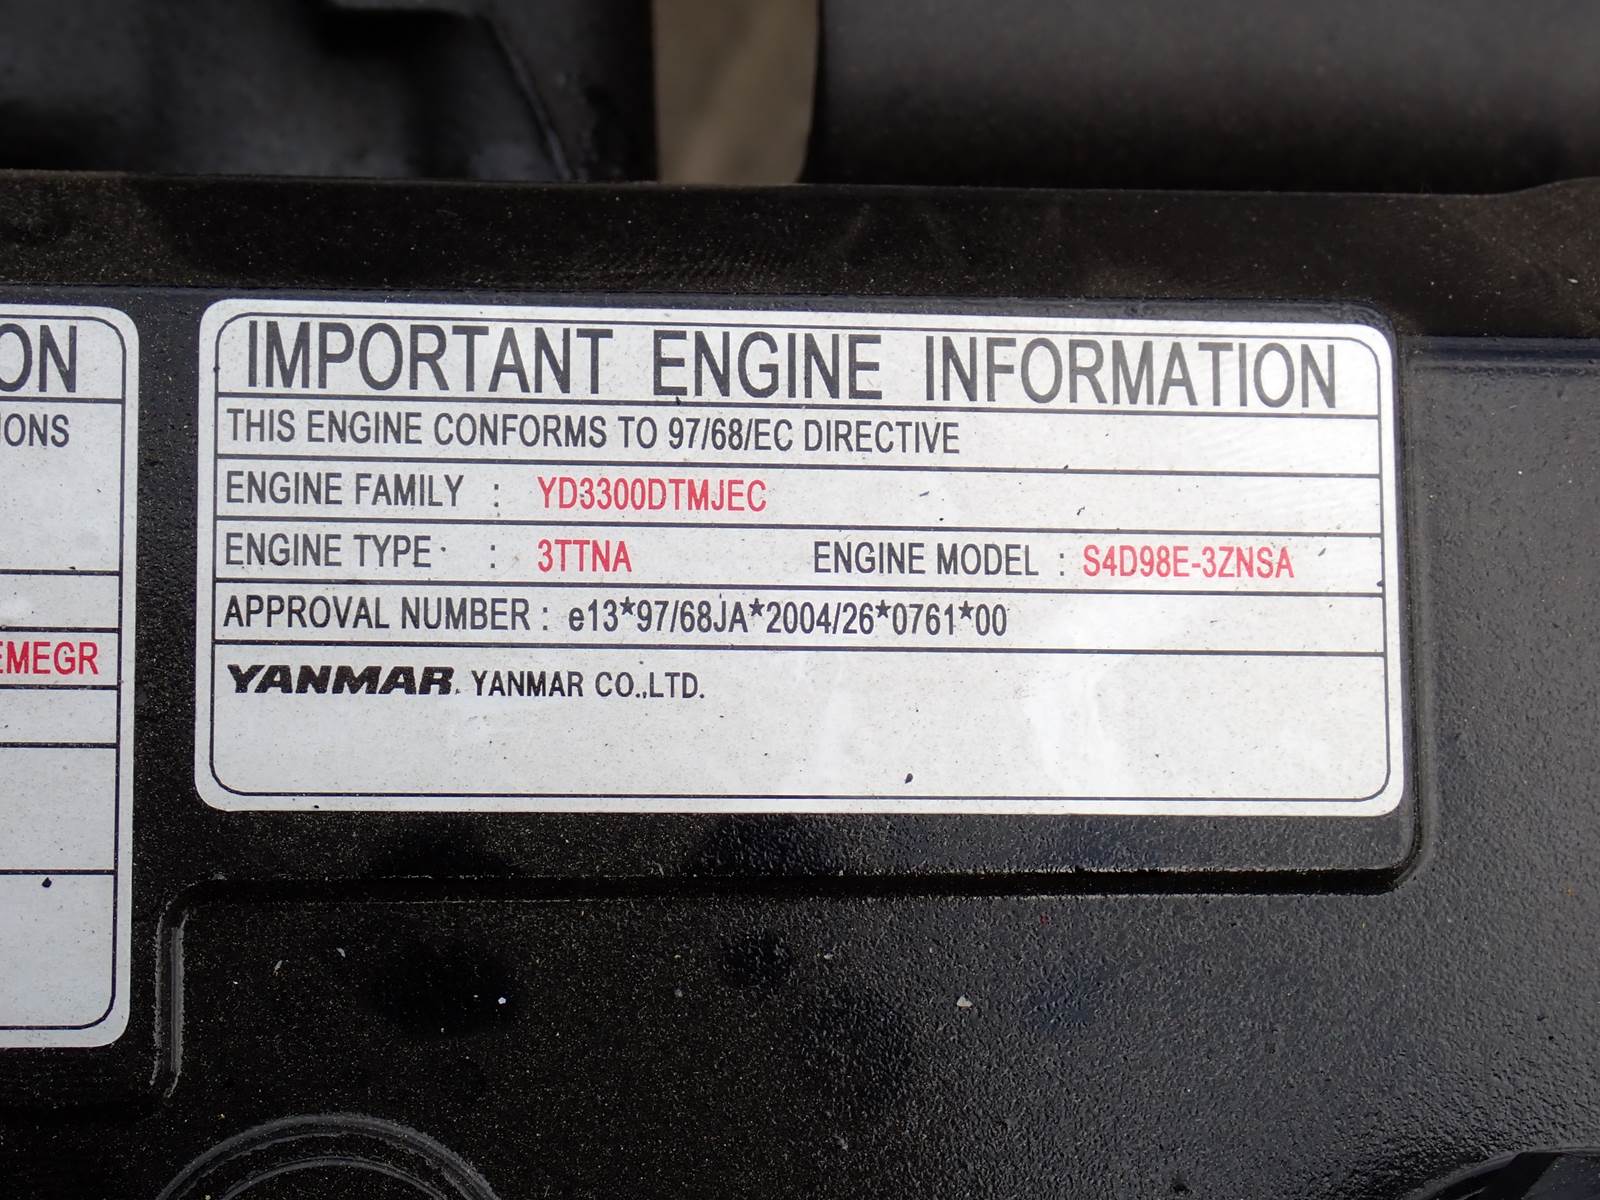 ON
IONS
EMEGR
IMPORTANT ENGINE INFORMATION
THIS ENGINE CONFORMS TO 97/68/EC DIRECTIVE
ENGINE FAMILY : YD3300DTMJEC
ENGINE TYPE : 3TTNA ENGINE MODEL : S4D98E-3ZNSA
APPROVAL NUMBER : e13*97/68JA*2004/26*0761*00
YANMAR. YANMAR CO.,LTD.